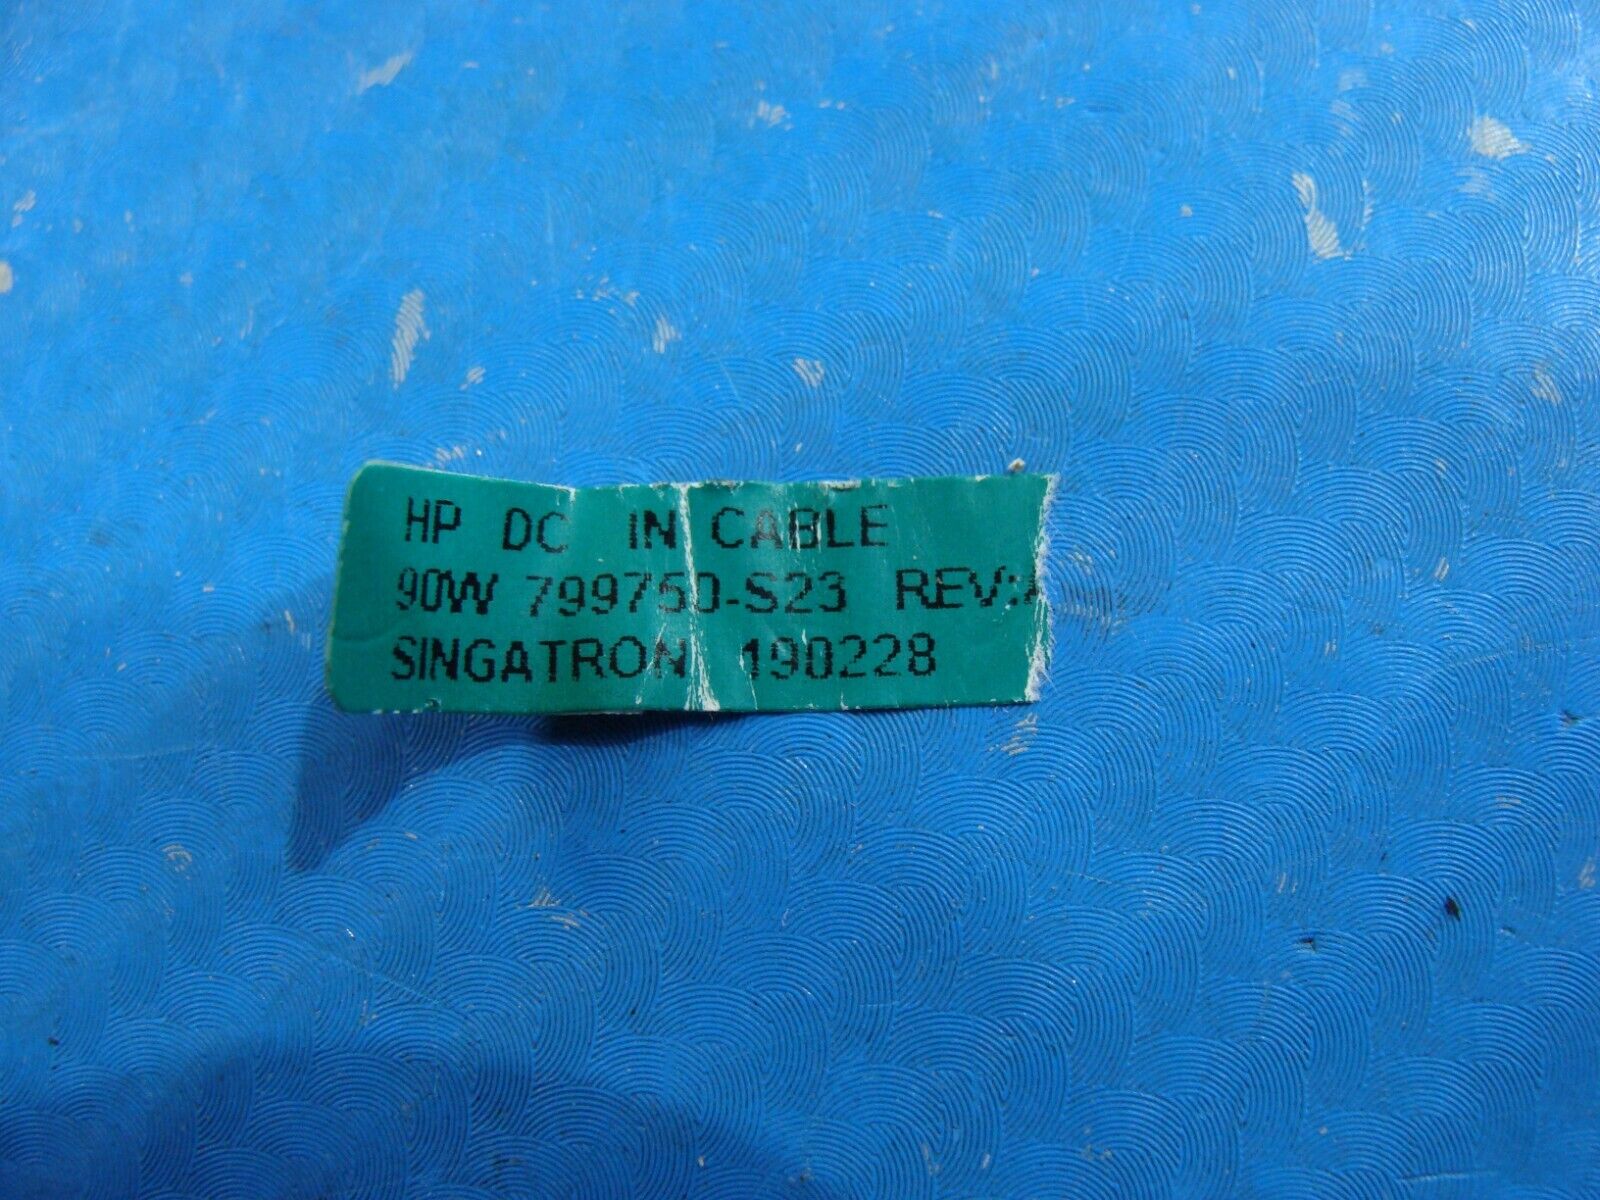 HP DC IN CABLE
90W 799750-S23 REV:A
SINGATRON 190228